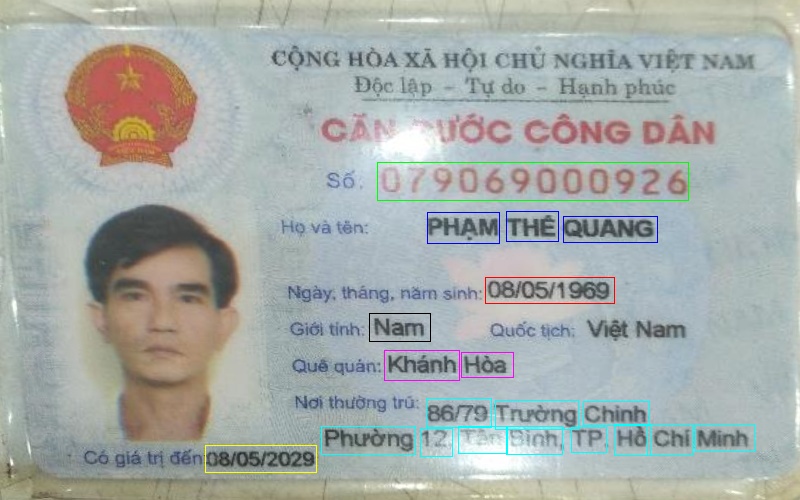 CỘNG HÒA XÃ HỘI CHỦ NGHĨA VIỆT NAM
Độc lập - Tự do - Hạnh phúc
CĂN CƯỚC CÔNG DÂN
Số: 079069000926
Họ và tên: PHẠM THẾ QUANG
Ngày, tháng, năm sinh: 08/05/1969
Giới tính: Nam Quốc tịch: Việt Nam
Quê quán: Khánh Hòa
Nơi thường trú: 86/79 Trường Chinh
Phường 12, Tân Bình, TP. Hồ Chí Minh
Có giá trị đến: 08/05/2029